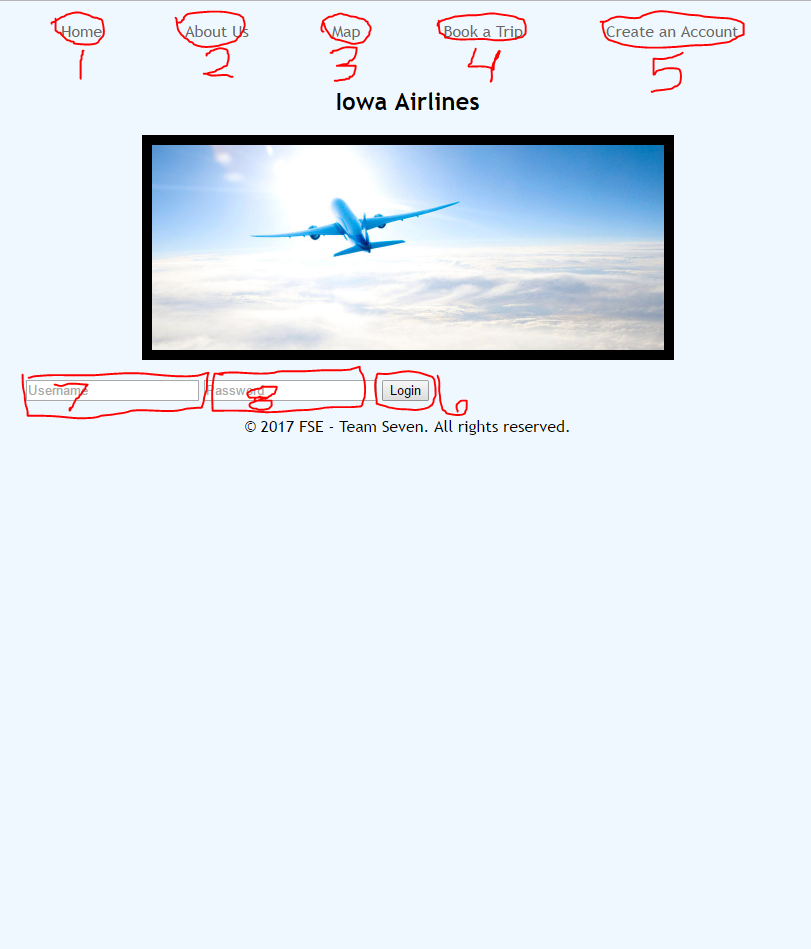 Home About Us Map Book a Trip Create an Account
1 2 3 4 5
Iowa Airlines
Username Password Login
7 8 6
© 2017 FSE - Team Seven. All rights reserved.